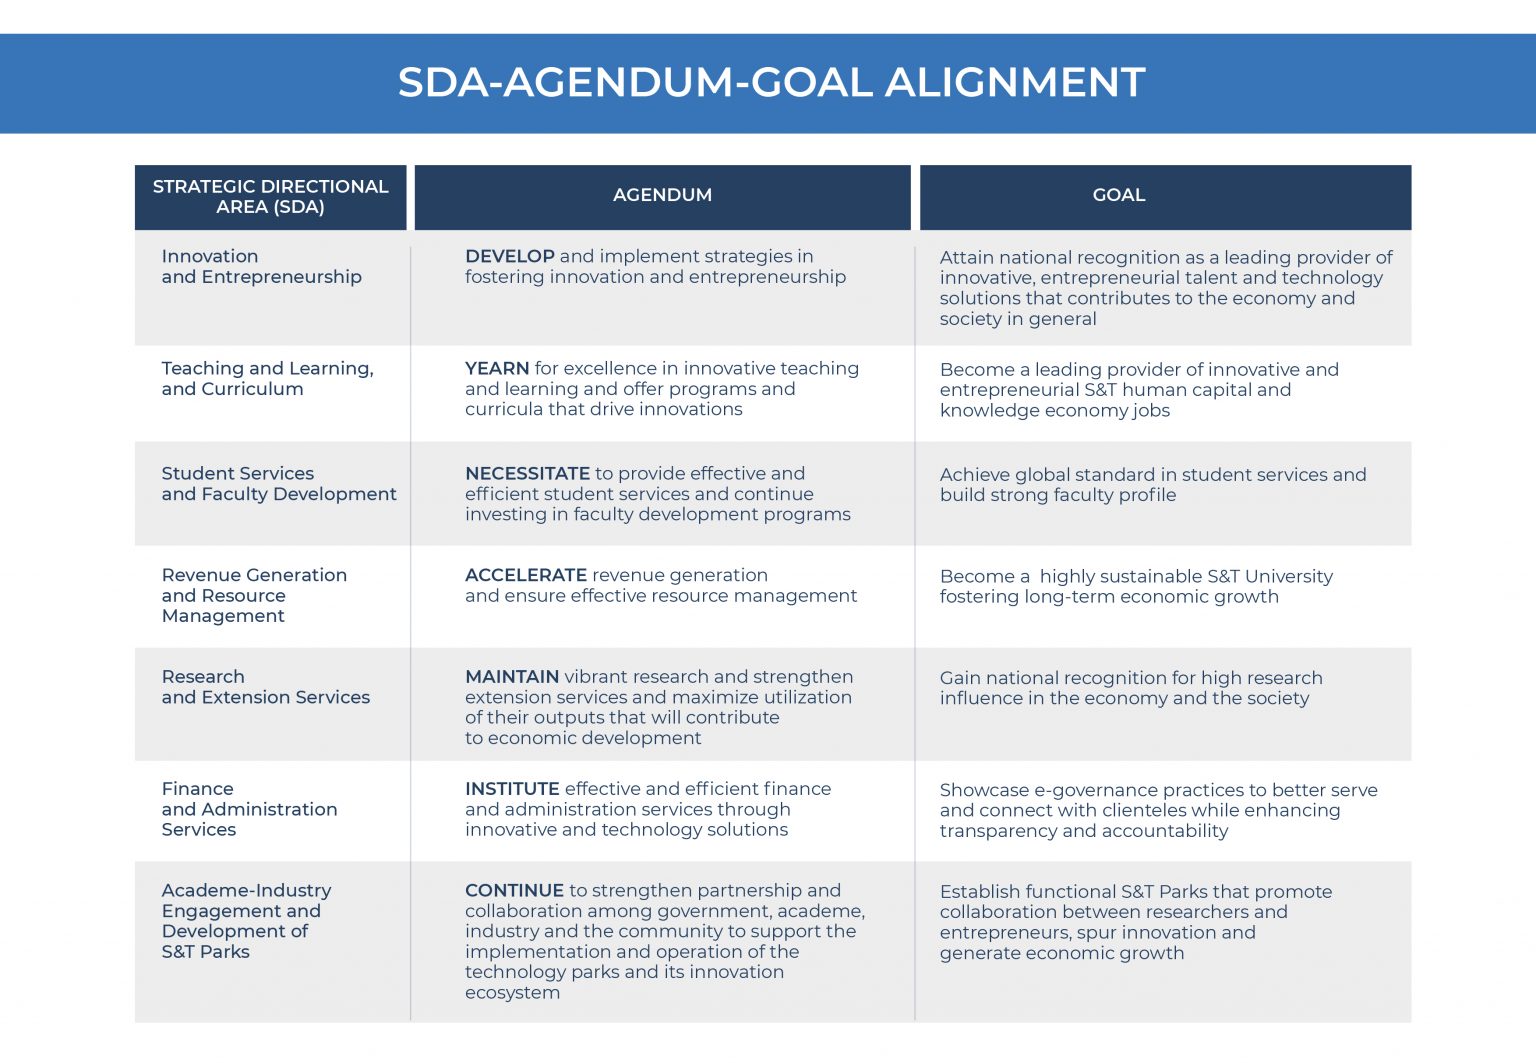 SDA-AGENDUM-GOAL ALIGNMENT
STRATEGIC DIRECTIONAL
AREA (SDA)
AGENDUM
GOAL
Innovation
and Entrepreneurship
DEVELOP and implement strategies in
fostering innovation and entrepreneurship
Attain national recognition as a leading provider of
innovative, entrepreneurial talent and technology
solutions that contributes to the economy and
society in general
Teaching and Learning,
and Curriculum
YEARN for excellence in innovative teaching
and learning and offer programs and
curricula that drive innovations
Become a leading provider of innovative and
entrepreneurial S&T human capital and
knowledge economy jobs
Student Services
and Faculty Development
NECESSITATE to provide effective and
efficient student services and continue
investing in faculty development programs
Achieve global standard in student services and
build strong faculty profile
Revenue Generation
and Resource
Management
ACCELERATE revenue generation
and ensure effective resource management
Become a  highly sustainable S&T University
fostering long-term economic growth
Research
and Extension Services
MAINTAIN vibrant research and strengthen
extension services and maximize utilization
of their outputs that will contribute
to economic development
Gain national recognition for high research
influence in the economy and the society
Finance
and Administration
Services
INSTITUTE effective and efficient finance
and administration services through
innovative and technology solutions
Showcase e-governance practices to better serve
and connect with clienteles while enhancing
transparency and accountability
Academe-Industry
Engagement and
Development of
S&T Parks
CONTINUE to strengthen partnership and
collaboration among government, academe,
industry and the community to support the
implementation and operation of the
technology parks and its innovation
ecosystem
Establish functional S&T Parks that promote
collaboration between researchers and
entrepreneurs, spur innovation and
generate economic growth